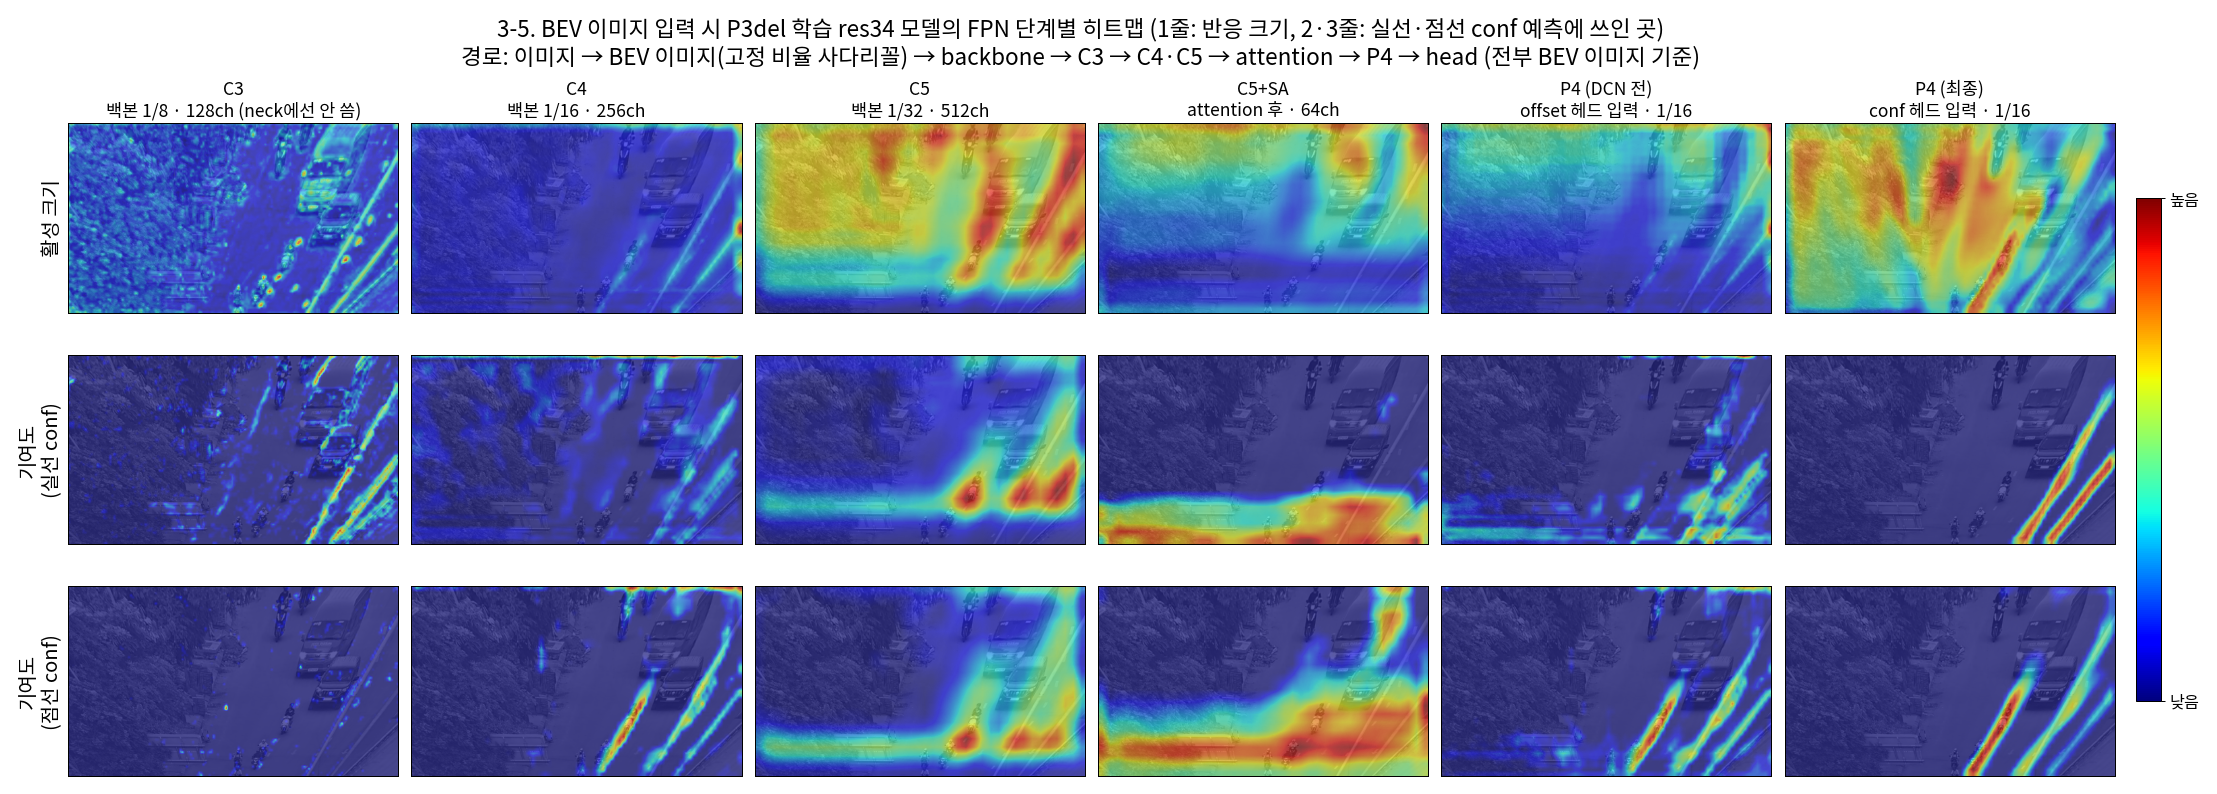 3-5. BEV 이미지 입력 시 P3del 학습 res34 모델의 FPN 단계별 히트맵 (1줄: 반응 크기, 2·3줄: 실선·점선 conf 예측에 쓰인 곳)
경로: 이미지 → BEV 이미지(고정 비율 사다리꼴) → backbone → C3 → C4·C5 → attention → P4 → head (전부 BEV 이미지 기준)
C3
백본 1/8 · 128ch (neck에선 안 씀)
C4
백본 1/16 · 256ch
C5
백본 1/32 · 512ch
C5+SA
attention 후 · 64ch
P4 (DCN 전)
offset 헤드 입력 · 1/16
P4 (최종)
conf 헤드 입력 · 1/16
활성 크기
기여도
(실선 conf)
기여도
(점선 conf)
높음
낮음